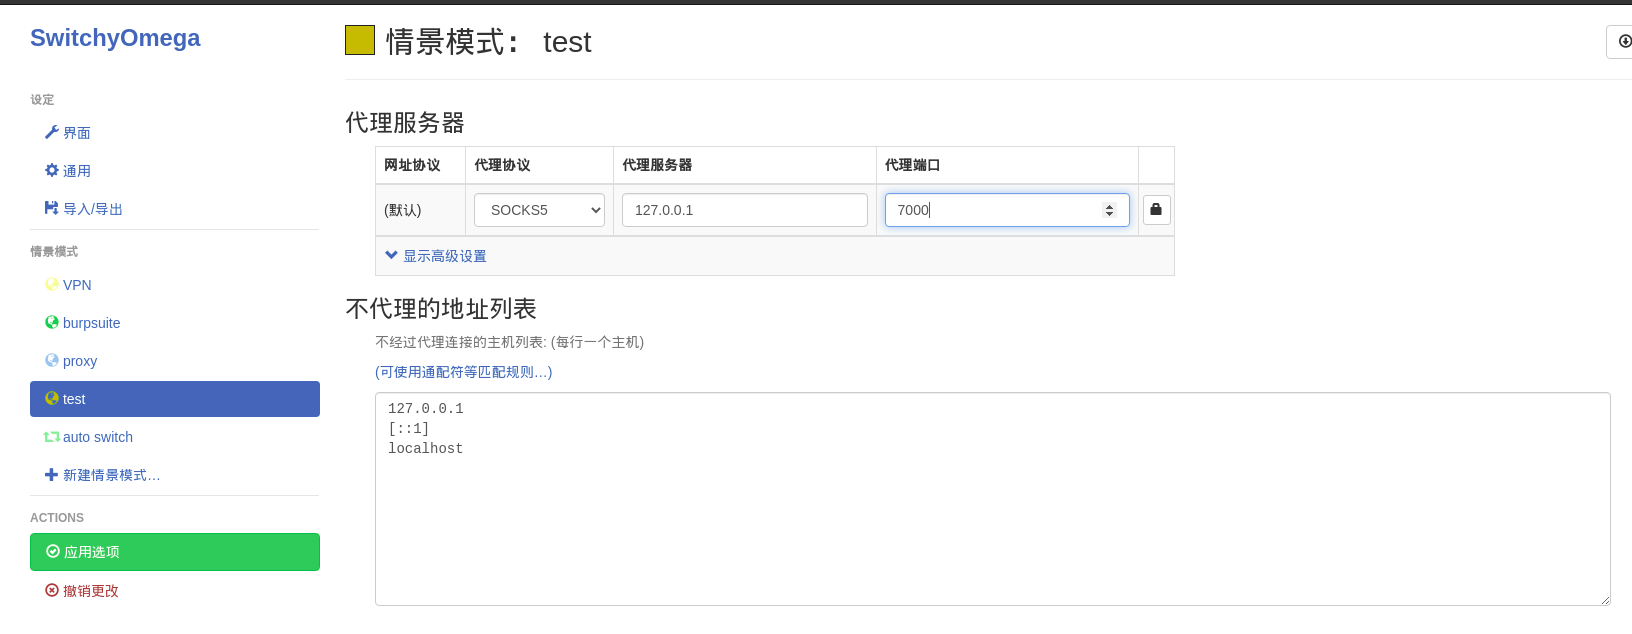 SwitchyOmega
设定
界面
通用
导入/导出
情景模式
VPN
burpsuite
proxy
test
auto switch
新建情景模式…
ACTIONS
应用选项
撤销更改
情景模式： test
代理服务器
网址协议 代理协议 代理服务器 代理端口
(默认) SOCKS5 127.0.0.1 7000
显示高级设置
不代理的地址列表
不经过代理连接的主机列表: (每行一个主机)
(可使用通配符等匹配规则…)
127.0.0.1
[::1]
localhost